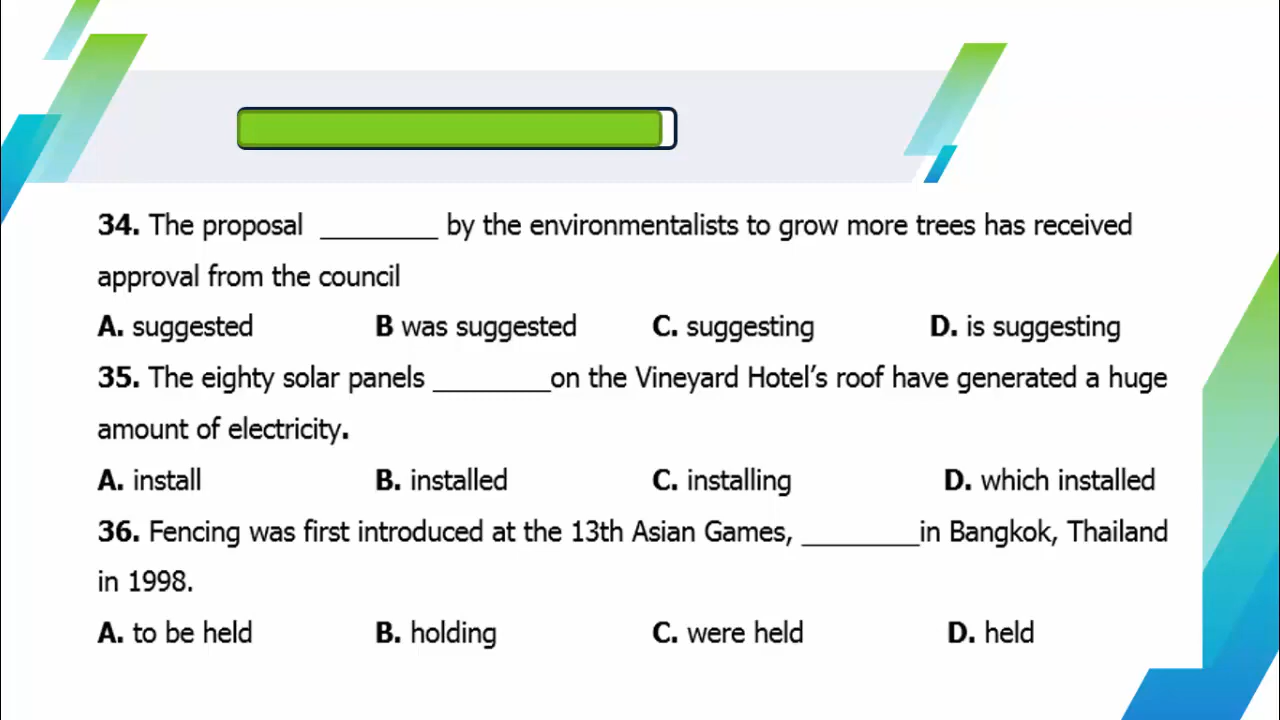 34. The proposal ________ by the environmentalists to grow more trees has received
approval from the council
A. suggested B was suggested C. suggesting D. is suggesting
35. The eighty solar panels ________on the Vineyard Hotel’s roof have generated a huge
amount of electricity.
A. install B. installed C. installing D. which installed
36. Fencing was first introduced at the 13th Asian Games, ________in Bangkok, Thailand
in 1998.
A. to be held B. holding C. were held D. held